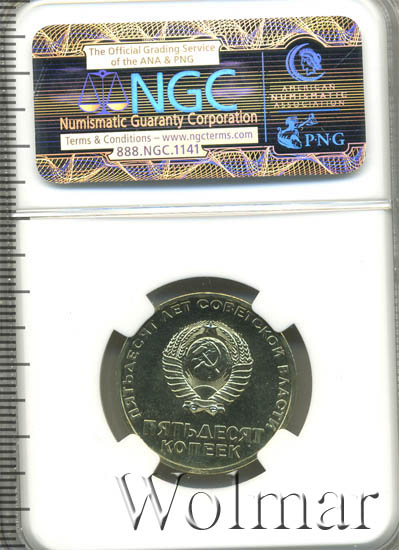 The Official Grading Service
of the ANA & PNG
NGC
Numismatic Guaranty Corporation
Terms & Conditions – www.ngcterms.com
888.NGC.1141
AMERICAN
NUMISMATIC
ASSOCIATION
PNG
ПЯТЬДЕСЯТ ЛЕТ СОВЕТСКОЙ ВЛАСТИ
ПЯТЬДЕСЯТ
КОПЕЕК
Wolmar